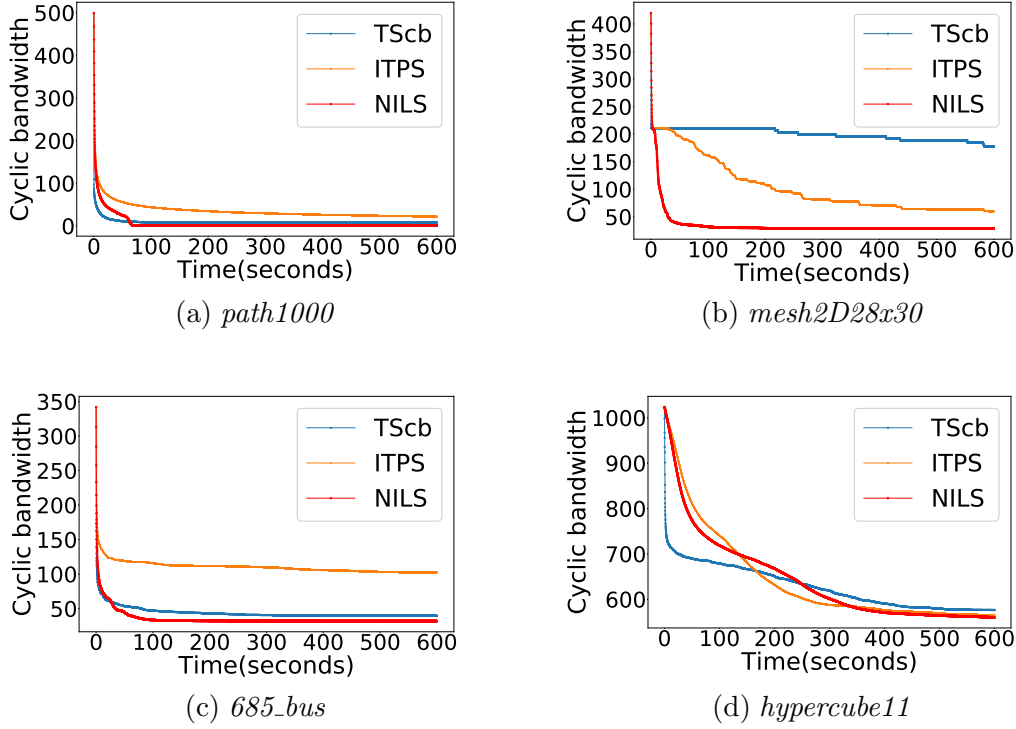 500
400
300
200
100
0
Cyclic bandwidth
TScb
ITPS
NILS
0 100 200 300 400 500 600
Time(seconds)
(a) path1000
400
350
300
250
200
150
100
50
Cyclic bandwidth
TScb
ITPS
NILS
0 100 200 300 400 500 600
Time(seconds)
(b) mesh2D28x30
350
300
250
200
150
100
50
Cyclic bandwidth
TScb
ITPS
NILS
0 100 200 300 400 500 600
Time(seconds)
(c) 685_bus
1000
900
800
700
600
Cyclic bandwidth
TScb
ITPS
NILS
0 100 200 300 400 500 600
Time(seconds)
(d) hypercube11